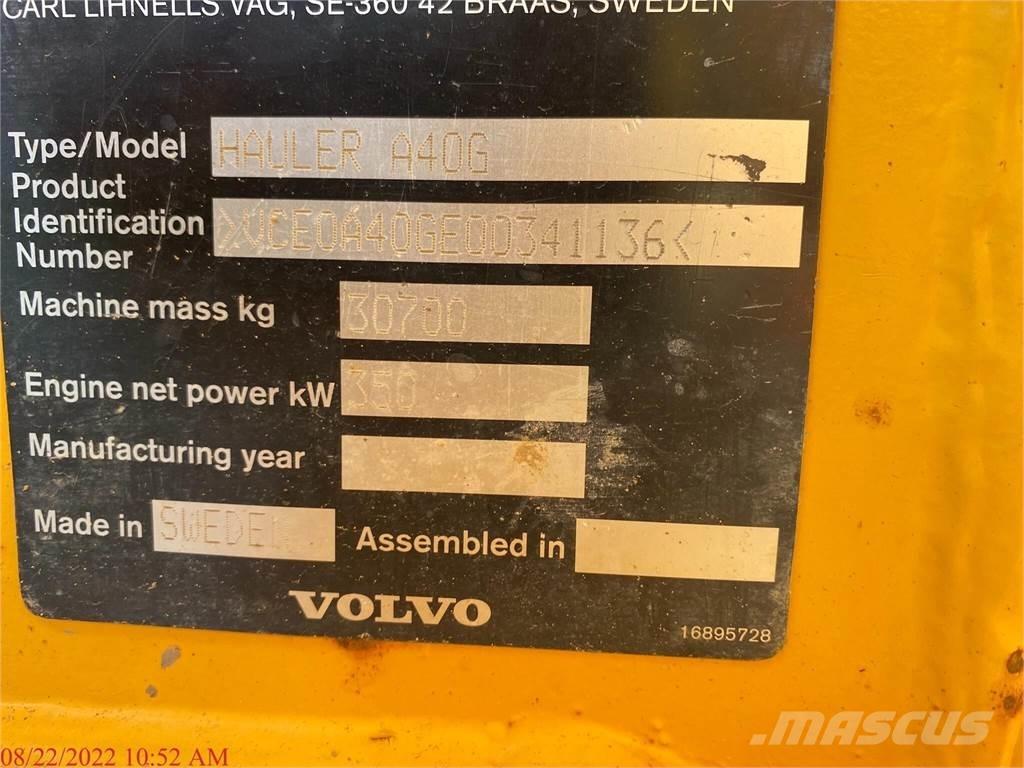 CARL LIHNELLS VÄG, SE-360 42 BRAÅS, SWEDEN
Type/Model HAULER A40G
Product
Identification >VCE0A40GE0D341136<
Number
Machine mass kg 30700
Engine net power kW 350
Manufacturing year
Made in SWEDEN Assembled in
VOLVO
16895728
MASCUS
08/22/2022 10:52 AM